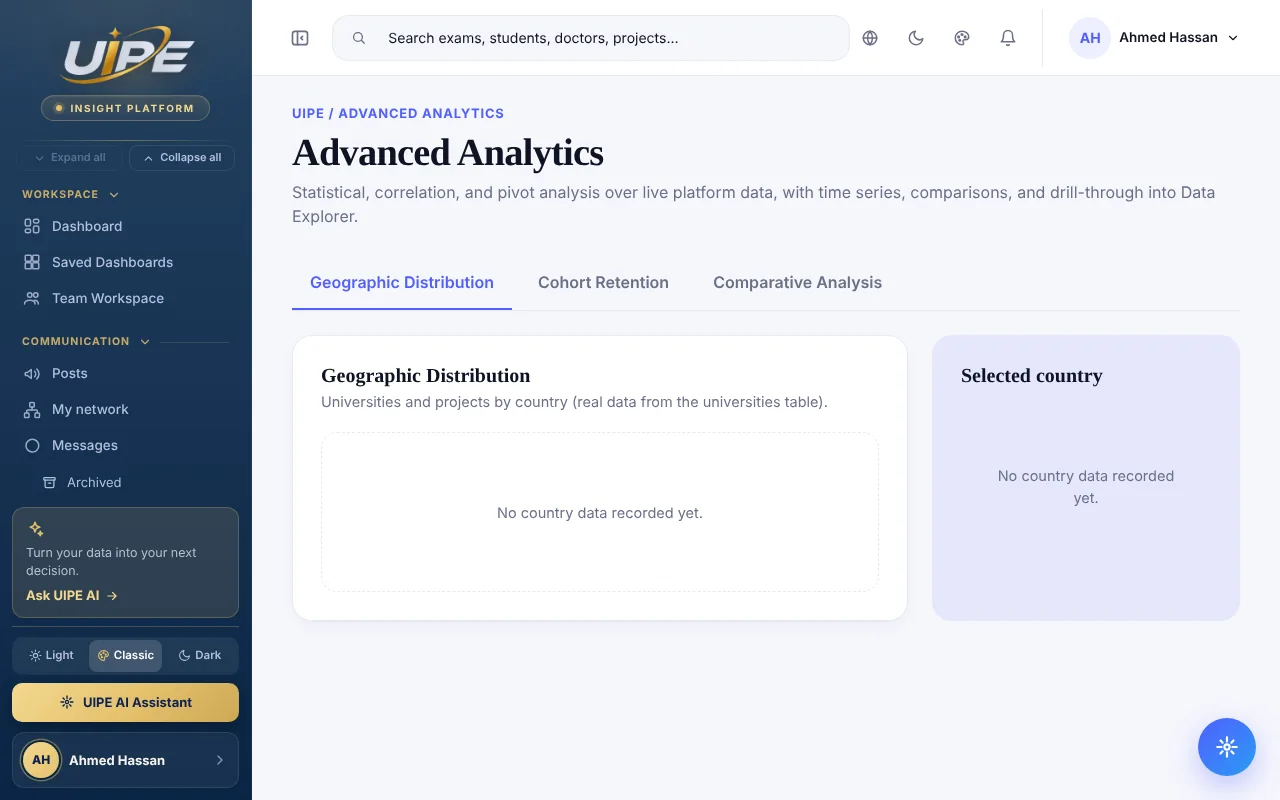 UIPE
INSIGHT PLATFORM
Expand all
Collapse all
WORKSPACE
Dashboard
Saved Dashboards
Team Workspace
COMMUNICATION
Posts
My network
Messages
Archived
Turn your data into your next
decision.
Ask UIPE AI →
Light
Classic
Dark
UIPE AI Assistant
AH
Ahmed Hassan
Search exams, students, doctors, projects...
AH
Ahmed Hassan
UIPE / ADVANCED ANALYTICS
Advanced Analytics
Statistical, correlation, and pivot analysis over live platform data, with time series, comparisons, and drill-through into Data
Explorer.
Geographic Distribution
Cohort Retention
Comparative Analysis
Geographic Distribution
Universities and projects by country (real data from the universities table).
No country data recorded yet.
Selected country
No country data recorded
yet.